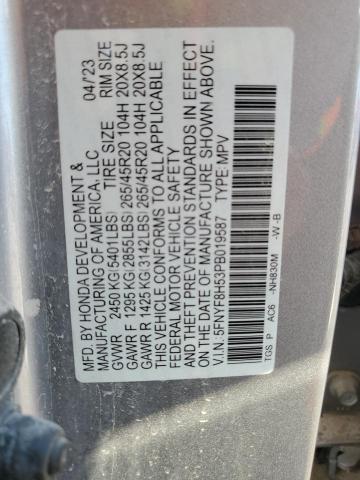 MFD. BY HONDA DEVELOPMENT & 04/'23
MANUFACTURING OF AMERICA, LLC
TIRE SIZE RIM SIZE
GVWR 2450 KG(5401LBS)
GAWR F 1295 KG(2855LBS) 265/45R20 104H 20X8.5J
GAWR R 1425 KG(3142LBS) 265/45R20 104H 20X8.5J
THIS VEHICLE CONFORMS TO ALL APPLICABLE
FEDERAL MOTOR VEHICLE SAFETY
AND THEFT PREVENTION STANDARDS IN EFFECT
ON THE DATE OF MANUFACTURE SHOWN ABOVE.
V.I.N.: 5FNYF8H53PB019587 TYPE:MPV
TGS P AC6 -NH830M -W -B